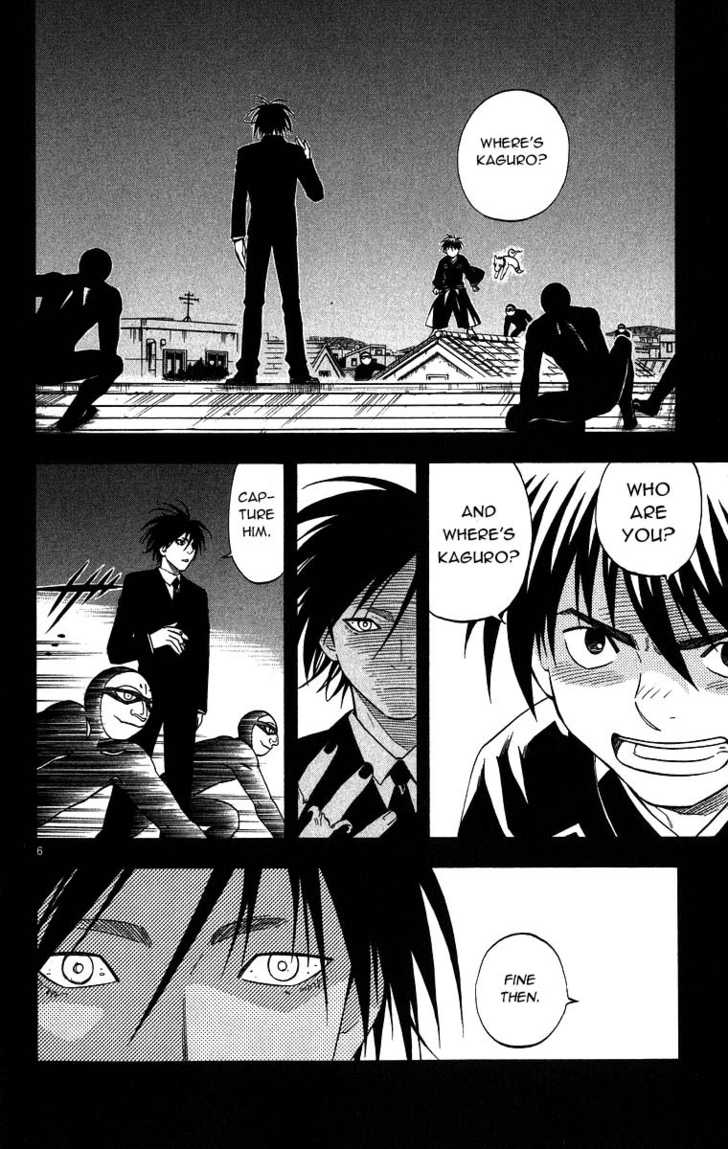 WHERE'S
KAGURO?
WHO
ARE
YOU?
AND
WHERE'S
KAGURO?
CAP-
TURE
HIM.
6
FINE
THEN.